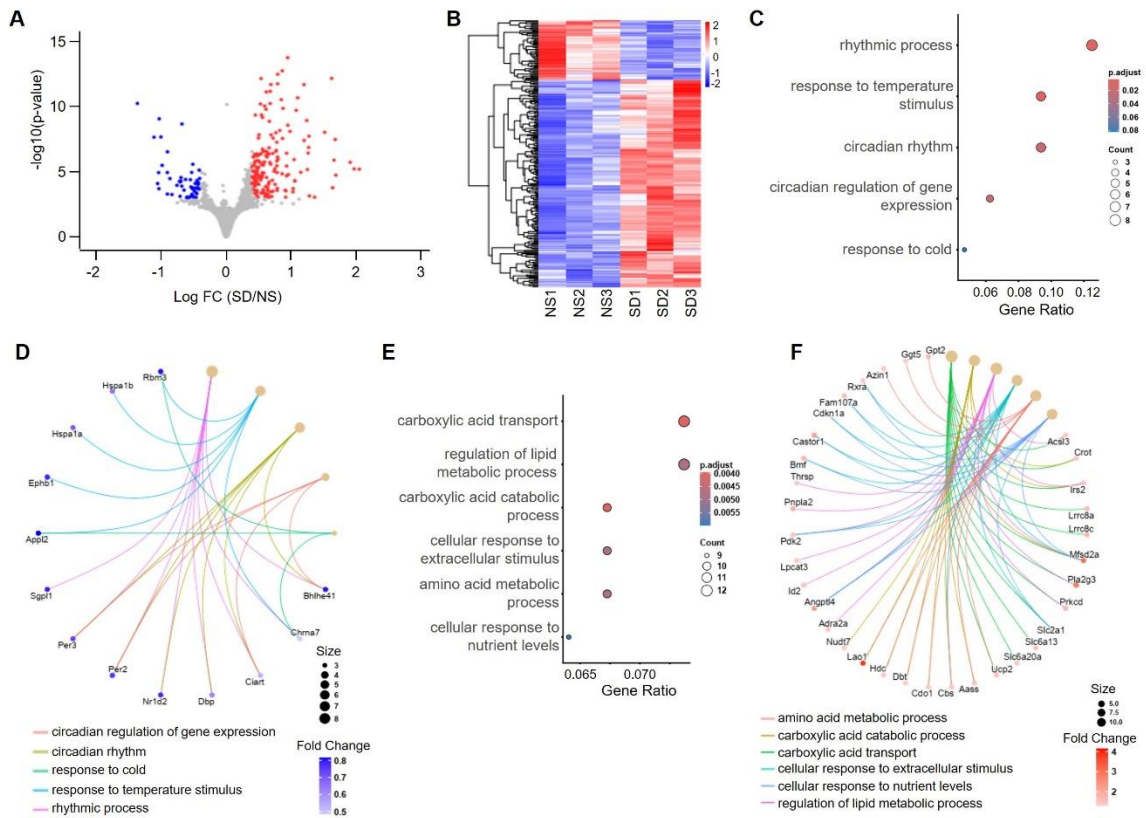 A
15
10
5
0
-log10(p-value)
-2 -1 0 1 2 3
Log FC (SD/NS)
B
2
1
0
-1
-2
NS1 NS2 NS3 SD1 SD2 SD3
C
rhythmic process
response to temperature
stimulus
circadian rhythm
circadian regulation of gene
expression
response to cold
0.06 0.08 0.10 0.12
Gene Ratio
p.adjust
0.02
0.04
0.06
0.08
Count
3
4
5
6
7
8
D
Rbm3
Hspa1b
Hspa1a
Ephb1
Appl2
Sgpl1
Per3
Per2
Nr1d2
Dbp
Ciart
Chrna7
Bhlhe41
Size
3
4
5
6
7
8
circadian regulation of gene expression
circadian rhythm
response to cold
response to temperature stimulus
rhythmic process
Fold Change
0.8
0.7
0.6
0.5
E
carboxylic acid transport
regulation of lipid
metabolic process
carboxylic acid catabolic
process
cellular response to
extracellular stimulus
amino acid metabolic
process
cellular response to
nutrient levels
0.065 0.070
Gene Ratio
p.adjust
0.0040
0.0045
0.0050
0.0055
Count
9
10
11
12
F
Gpt2
Ggt5
Azin1
Rxra
Fam107a
Cdkn1a
Castor1
Bmf
Thrsp
Pnpla2
Pdk2
Lpcat3
Id2
Angptl4
Adra2a
Nudt7
Lao1
Hdc
Dbt
Cdo1
Cbs
Aass
Ucp2
Slc6a20a
Slc6a13
Slc2a1
Prkcd
Pla2g3
Mfsd2a
Lrrc8c
Lrrc8a
Irs2
Crot
Acsl3
Size
5.0
7.5
10.0
amino acid metabolic process
carboxylic acid catabolic process
carboxylic acid transport
cellular response to extracellular stimulus
cellular response to nutrient levels
regulation of lipid metabolic process
Fold Change
4
3
2